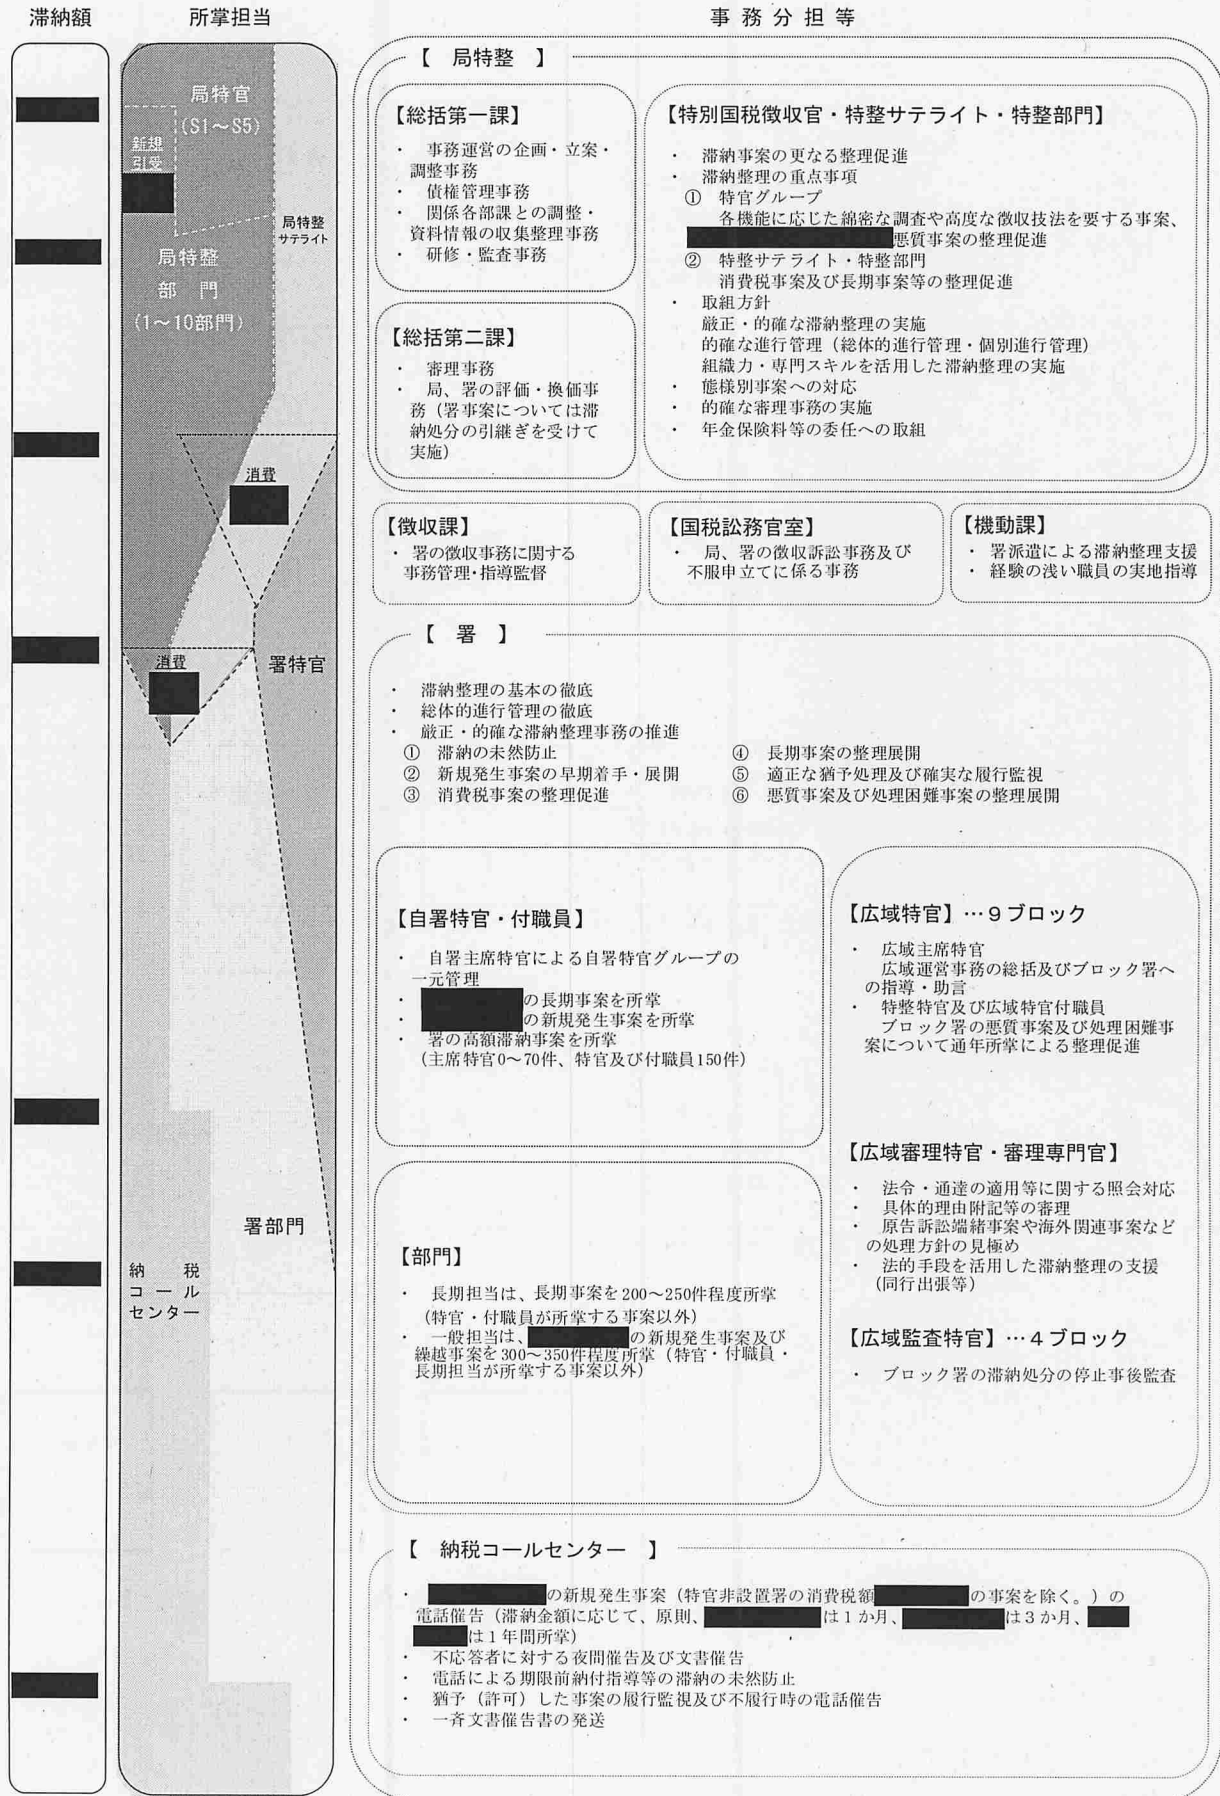 滞納額
所掌担当
事務分担等
局特官
(S1～S5)
新規
引受
局特整
サテライト
局特整
部門
(1～10部門)
消費
消費
署特官
署部門
納税
コール
センター
【 局特整 】
【総括第一課】
・ 事務運営の企画・立案・
調整事務
・ 債権管理事務
・ 関係各部課との調整・
資料情報の収集整理事務
・ 研修・監査事務
【総括第二課】
・ 審理事務
・ 局、署の評価・換価事
務（署事案については滞
納処分の引継ぎを受けて
実施）
【特別国税徴収官・特整サテライト・特整部門】
・ 滞納事案の更なる整理促進
・ 滞納整理の重点事項
① 特官グループ
各機能に応じた綿密な調査や高度な徴収技法を要する事案、
悪質事案の整理促進
② 特整サテライト・特整部門
消費税事案及び長期事案等の整理促進
・ 取組方針
厳正・的確な滞納整理の実施
的確な進行管理（総体的進行管理・個別進行管理）
組織力・専門スキルを活用した滞納整理の実施
・ 態様別事案への対応
・ 的確な審理事務の実施
・ 年金保険料等の委任への取組
【徴収課】
・ 署の徴収事務に関する
事務管理・指導監督
【国税訟務官室】
・ 局、署の徴収訴訟事務及び
不服申立てに係る事務
【機動課】
・ 署派遣による滞納整理支援
・ 経験の浅い職員の実地指導
【 署 】
・ 滞納整理の基本の徹底
・ 総体的進行管理の徹底
・ 厳正・的確な滞納整理事務の推進
① 滞納の未然防止
② 新規発生事案の早期着手・展開
③ 消費税事案の整理促進
④ 長期事案の整理展開
⑤ 適正な猶予処理及び確実な履行監視
⑥ 悪質事案及び処理困難事案の整理展開
【自署特官・付職員】
・ 自署主席特官による自署特官グループの
一元管理
・ の長期事案を所掌
・ の新規発生事案を所掌
・ 署の高額滞納事案を所掌
（主席特官0～70件、特官及び付職員150件）
【部門】
・ 長期担当は、長期事案を200～250件程度所掌
（特官・付職員が所掌する事案以外）
・ 一般担当は、 の新規発生事案及び
繰越事案を300～350件程度所掌（特官・付職員・
長期担当が所掌する事案以外）
【広域特官】…９ブロック
・ 広域主席特官
広域運営事務の総括及びブロック署へ
の指導・助言
・ 特整特官及び広域特官付職員
ブロック署の悪質事案及び処理困難事
案について通年所掌による整理促進
【広域審理特官・審理専門官】
・ 法令・通達の適用等に関する照会対応
・ 具体的理由附記等の審理
・ 原告訴訟端緒事案や海外関連事案など
の処理方針の見極め
・ 法的手段を活用した滞納整理の支援
（同行出張等）
【広域監査特官】…４ブロック
・ ブロック署の滞納処分の停止事後監査
【 納税コールセンター 】
・ の新規発生事案（特官非設置署の消費税額 の事案を除く。）の
電話催告（滞納金額に応じて、原則、 は１か月、 は３か月、
は１年間所掌）
・ 不応答者に対する夜間催告及び文書催告
・ 電話による期限前納付指導等の滞納の未然防止
・ 猶予（許可）した事案の履行監視及び不履行時の電話催告
・ 一斉文書催告書の発送